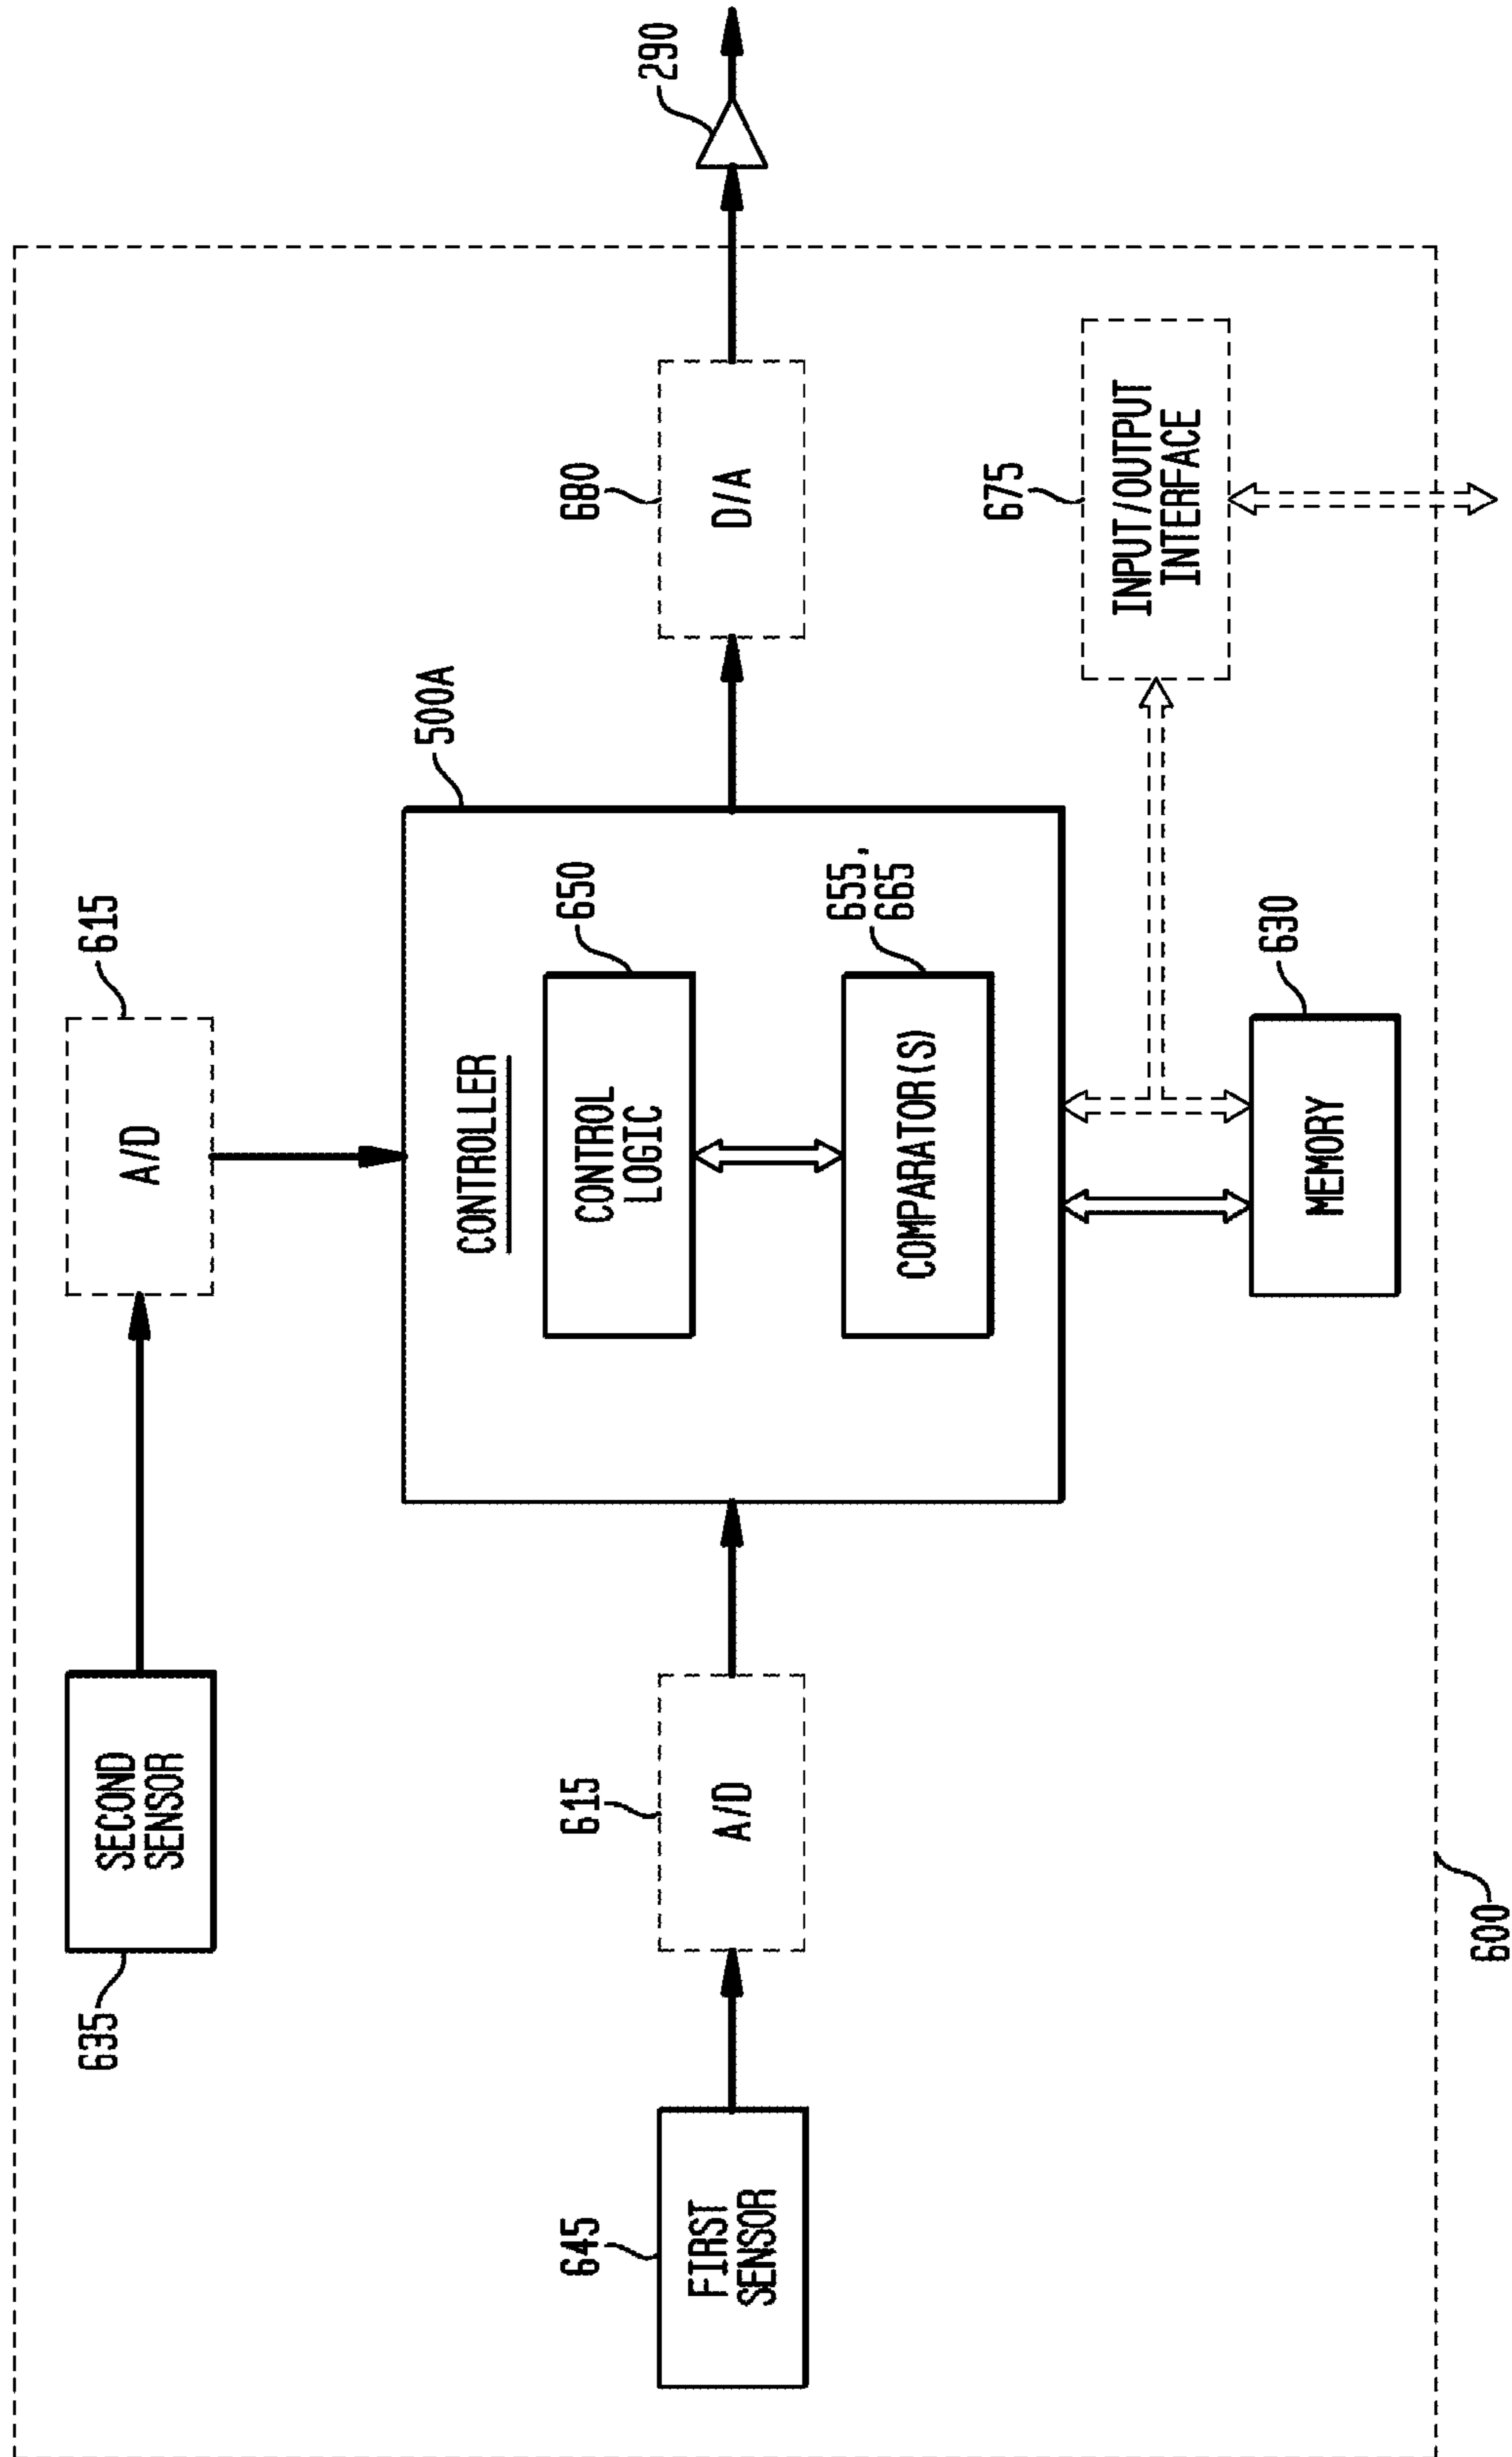 635
SECOND
SENSOR
615
A/D
645
FIRST
SENSOR
615
A/D
500A
CONTROLLER
650
CONTROL
LOGIC
655,
665
COMPARATOR(S)
680
D/A
290
630
MEMORY
675
INPUT/OUTPUT
INTERFACE
600